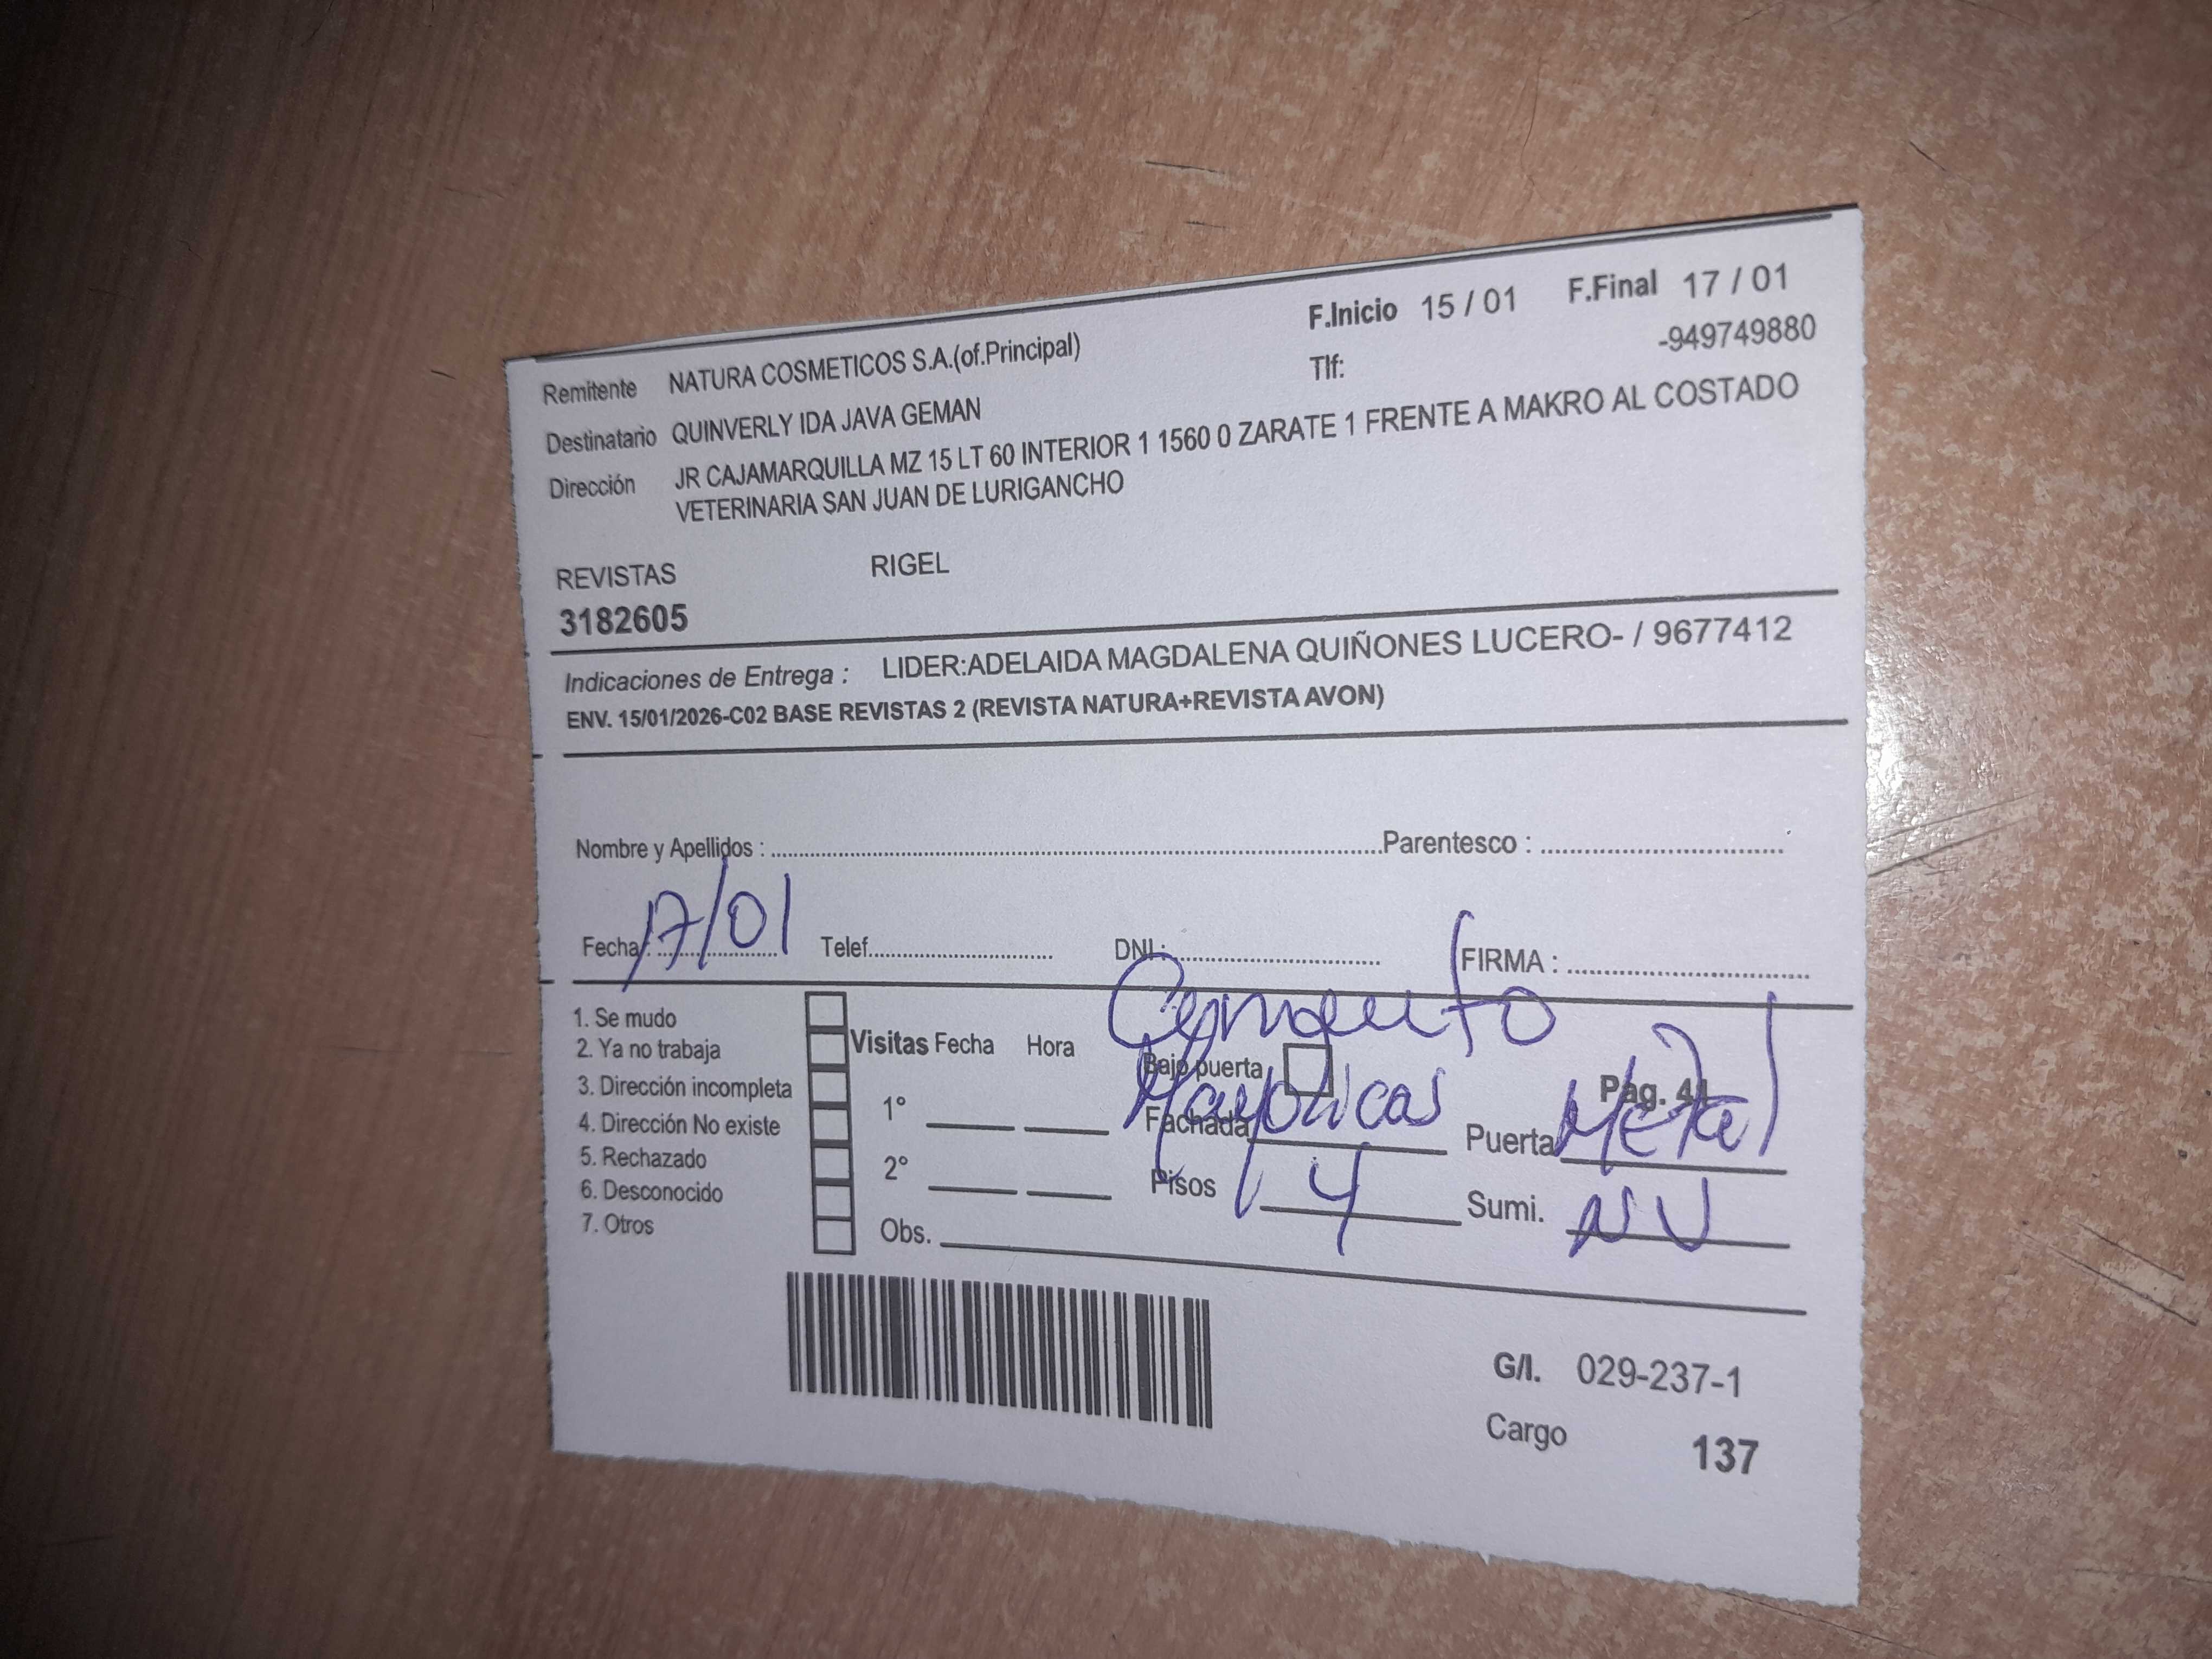 F.Inicio 15 / 01 F.Final 17 / 01
Remitente NATURA COSMETICOS S.A.(of.Principal) Tlf: -949749880
Destinatario QUINVERLY IDA JAVA GEMAN
Dirección JR CAJAMARQUILLA MZ 15 LT 60 INTERIOR 1 1560 0 ZARATE 1 FRENTE A MAKRO AL COSTADO
VETERINARIA SAN JUAN DE LURIGANCHO
REVISTAS RIGEL
3182605
Indicaciones de Entrega : LIDER:ADELAIDA MAGDALENA QUIÑONES LUCERO- / 9677412
ENV. 15/01/2026-C02 BASE REVISTAS 2 (REVISTA NATURA+REVISTA AVON)
Nombre y Apellidos : Parentesco :
Fecha: 17/01 Telef. DNI: FIRMA :
Cemento
1. Se mudo
2. Ya no trabaja
3. Dirección incompleta
4. Dirección No existe
5. Rechazado
6. Desconocido
7. Otros
Visitas Fecha Hora
1°
2°
Obs.
Bajo puerta Pag. 41
Fachada Mayolicas Puerta Metal
Pisos 4 Sumi. NV
G/I. 029-237-1
Cargo 137